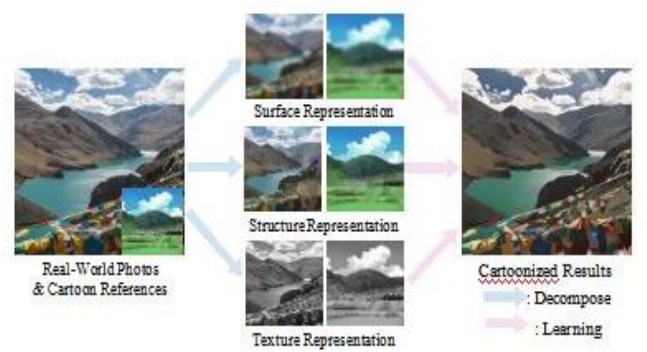 Surface Representation
Structure Representation
Texture Representation
Real-World Photos
& Cartoon References
Cartoonized Results
: Decompose
: Learning